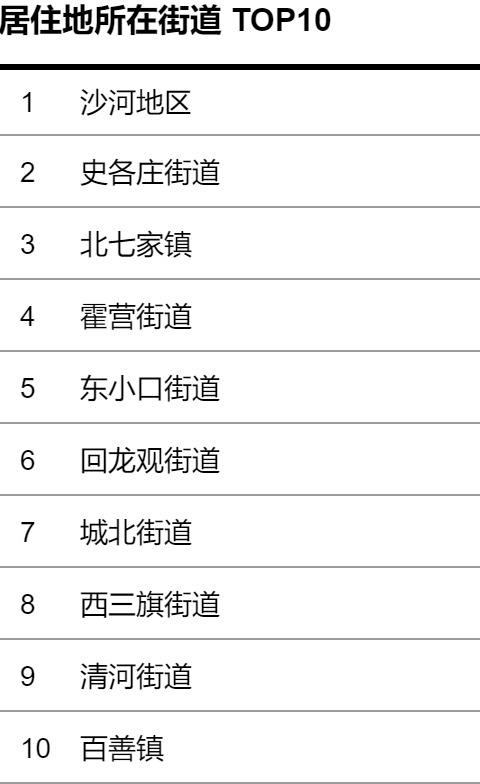 居住地所在街道 TOP10
1 沙河地区
2 史各庄街道
3 北七家镇
4 霍营街道
5 东小口街道
6 回龙观街道
7 城北街道
8 西三旗街道
9 清河街道
10 百善镇